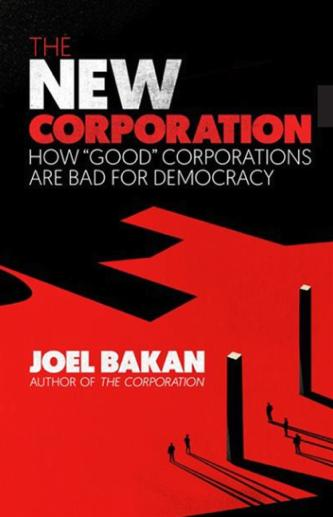 THE
NEW
CORPORATION
HOW “GOOD” CORPORATIONS
ARE BAD FOR DEMOCRACY
JOEL BAKAN
AUTHOR OF THE CORPORATION